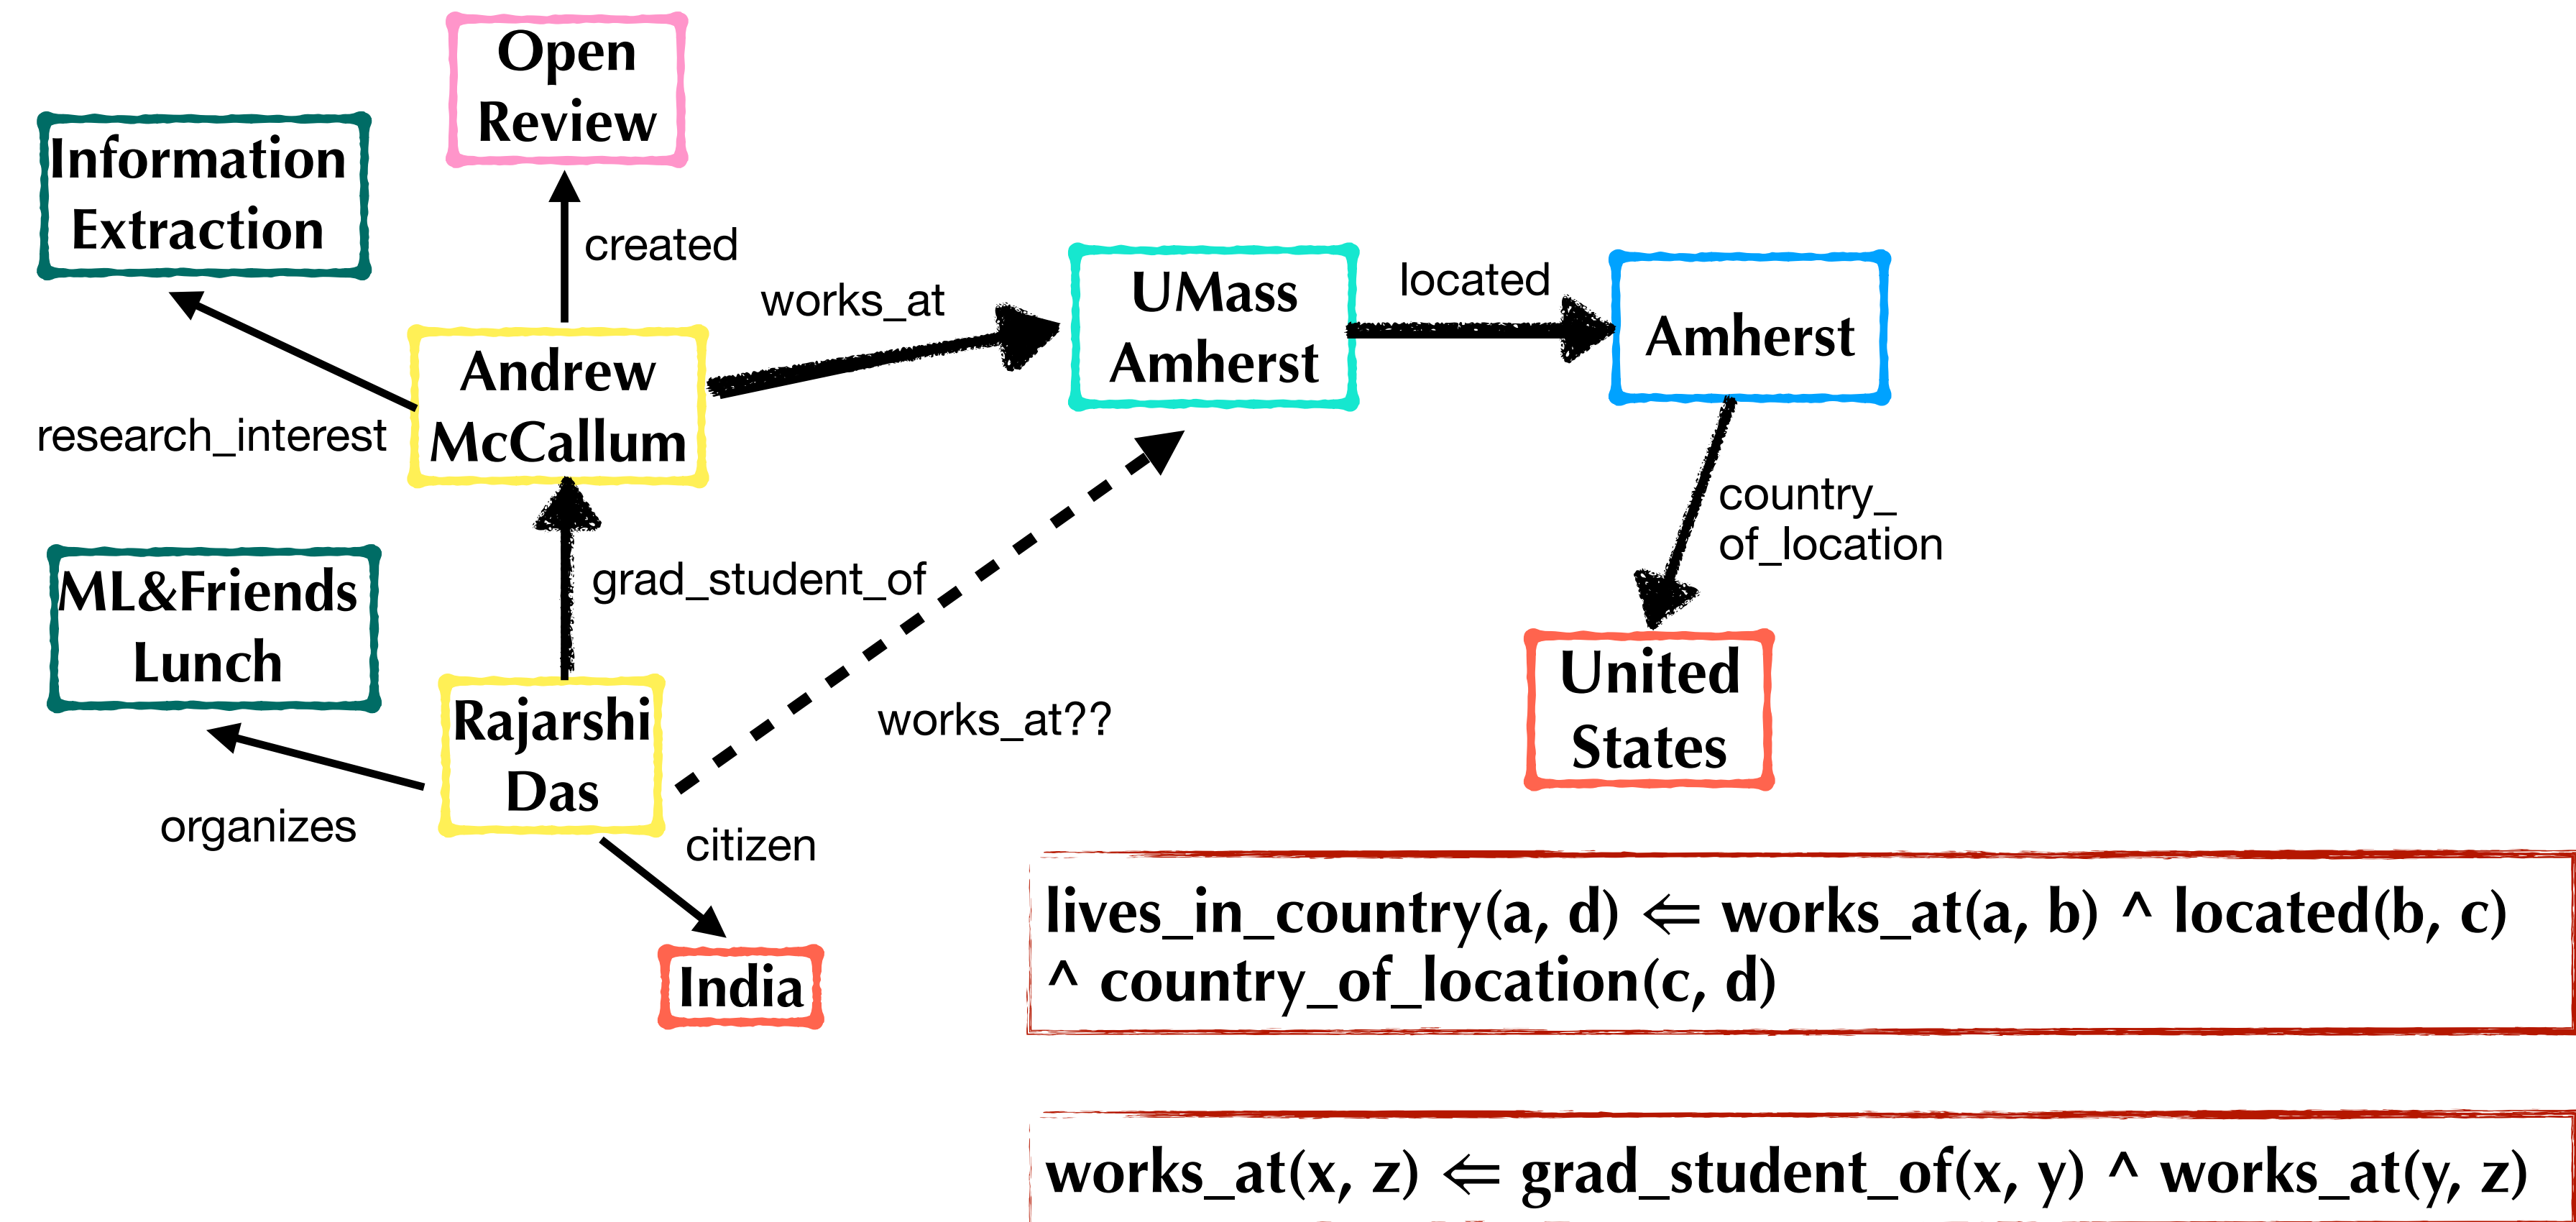 Open
Review
Information
Extraction
created
works_at
UMass
Amherst
located
Amherst
Andrew
McCallum
research_interest
country_
of_location
grad_student_of
ML&Friends
Lunch
Rajarshi
Das
works_at??
United
States
organizes
citizen
India
lives_in_country(a, d) ⇐ works_at(a, b) ^ located(b, c)
^ country_of_location(c, d)
works_at(x, z) ⇐ grad_student_of(x, y) ^ works_at(y, z)